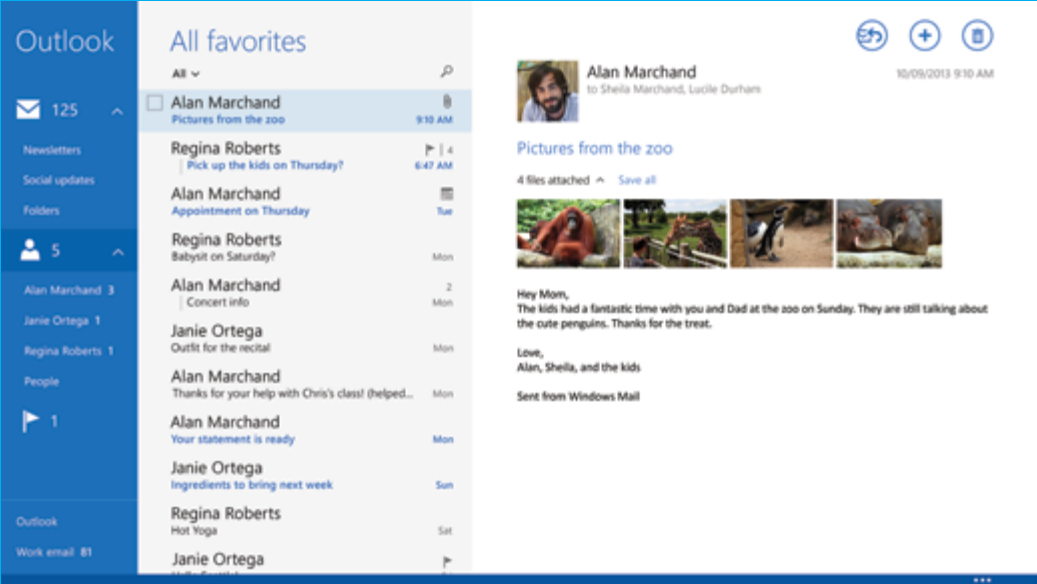 Outlook
125
Newsletters
Social updates
Folders
5
Alan Marchand 3
Janie Ortega 1
Regina Roberts 1
People
1
Outlook
Work email 81
All favorites
All
Alan Marchand
Pictures from the zoo 9:10 AM
Regina Roberts | 4
Pick up the kids on Thursday? 6:47 AM
Alan Marchand
Appointment on Thursday Tue
Regina Roberts
Babysit on Saturday? Mon
Alan Marchand 2
Concert info Mon
Janie Ortega
Outfit for the recital Mon
Alan Marchand
Thanks for your help with Chris's class! (helped... Mon
Alan Marchand
Your statement is ready Mon
Janie Ortega
Ingredients to bring next week Sun
Regina Roberts
Hot Yoga Sat
Janie Ortega
Alan Marchand 10/09/2013 9:10 AM
to Sheila Marchand, Lucile Durham
Pictures from the zoo
4 files attached Save all
Hey Mom,
The kids had a fantastic time with you and Dad at the zoo on Sunday. They are still talking about
the cute penguins. Thanks for the treat.
Love,
Alan, Sheila, and the kids
Sent from Windows Mail